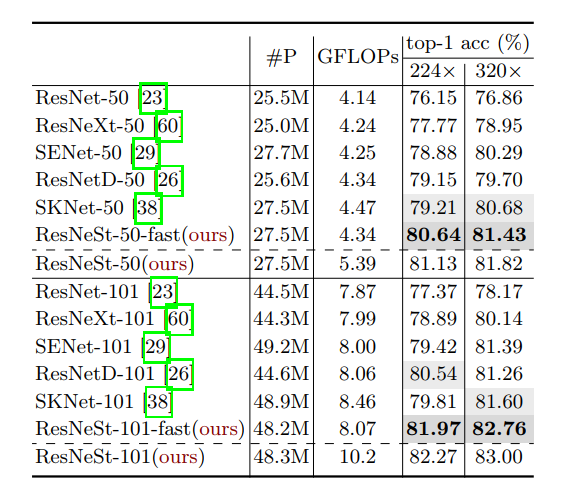 #P GFLOPs top-1 acc (%)
224× 320×
ResNet-50 [23] 25.5M 4.14 76.15 76.86
ResNeXt-50 [60] 25.0M 4.24 77.77 78.95
SENet-50 [29] 27.7M 4.25 78.88 80.29
ResNetD-50 [26] 25.6M 4.34 79.15 79.70
SKNet-50 [38] 27.5M 4.47 79.21 80.68
ResNeSt-50-fast(ours) 27.5M 4.34 80.64 81.43
ResNeSt-50(ours) 27.5M 5.39 81.13 81.82
ResNet-101 [23] 44.5M 7.87 77.37 78.17
ResNeXt-101 [60] 44.3M 7.99 78.89 80.14
SENet-101 [29] 49.2M 8.00 79.42 81.39
ResNetD-101 [26] 44.6M 8.06 80.54 81.26
SKNet-101 [38] 48.9M 8.46 79.81 81.60
ResNeSt-101-fast(ours) 48.2M 8.07 81.97 82.76
ResNeSt-101(ours) 48.3M 10.2 82.27 83.00